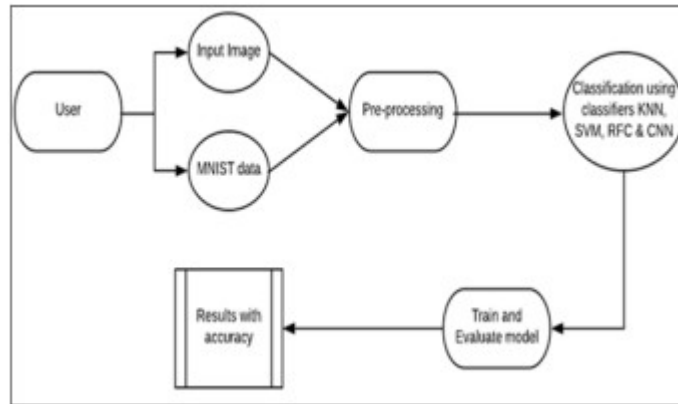 Input Image
User
MNIST data
Pre-processing
Classification using
classifiers KNN,
SVM, RFC & CNN
Train and
Evaluate model
Results with
accuracy